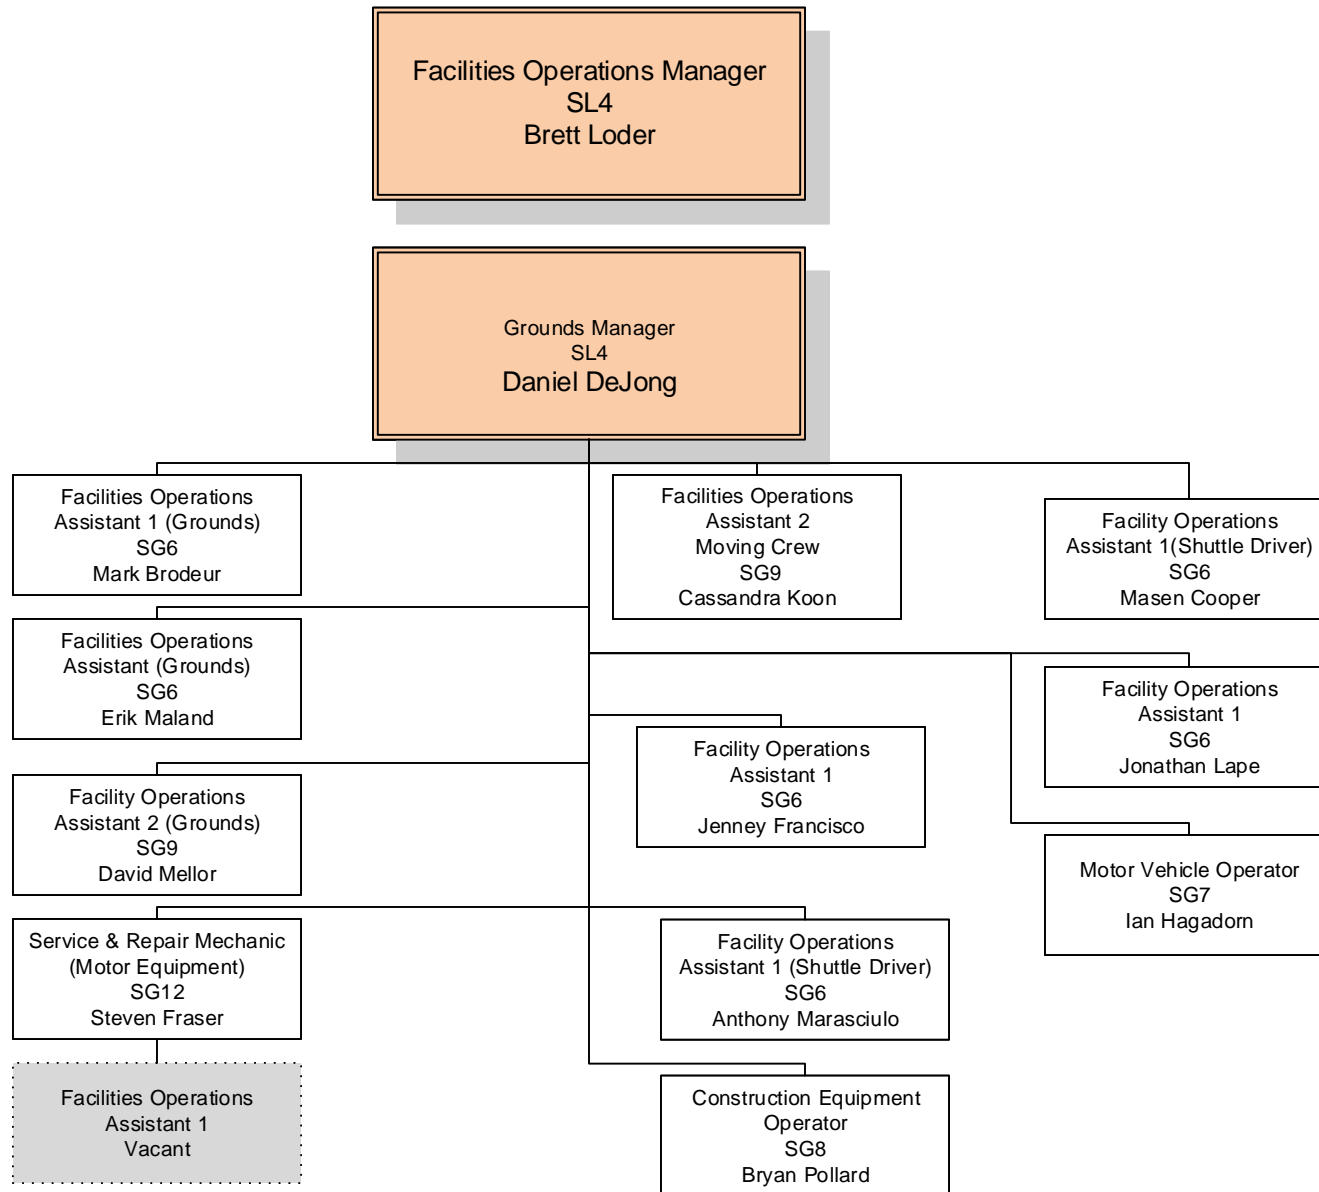 Facilities Operations Manager
SL4
Brett Loder
Grounds Manager
SL4
Daniel DeJong
Facilities Operations
Assistant 1 (Grounds)
SG6
Mark Brodeur
Facilities Operations
Assistant 2
Moving Crew
SG9
Cassandra Koon
Facility Operations
Assistant 1(Shuttle Driver)
SG6
Masen Cooper
Facilities Operations
Assistant (Grounds)
SG6
Erik Maland
Facility Operations
Assistant 1
SG6
Jonathan Lape
Facility Operations
Assistant 1
SG6
Jenney Francisco
Facility Operations
Assistant 2 (Grounds)
SG9
David Mellor
Motor Vehicle Operator
SG7
Ian Hagadorn
Service & Repair Mechanic
(Motor Equipment)
SG12
Steven Fraser
Facility Operations
Assistant 1 (Shuttle Driver)
SG6
Anthony Marasciulo
Facilities Operations
Assistant 1
Vacant
Construction Equipment
Operator
SG8
Bryan Pollard